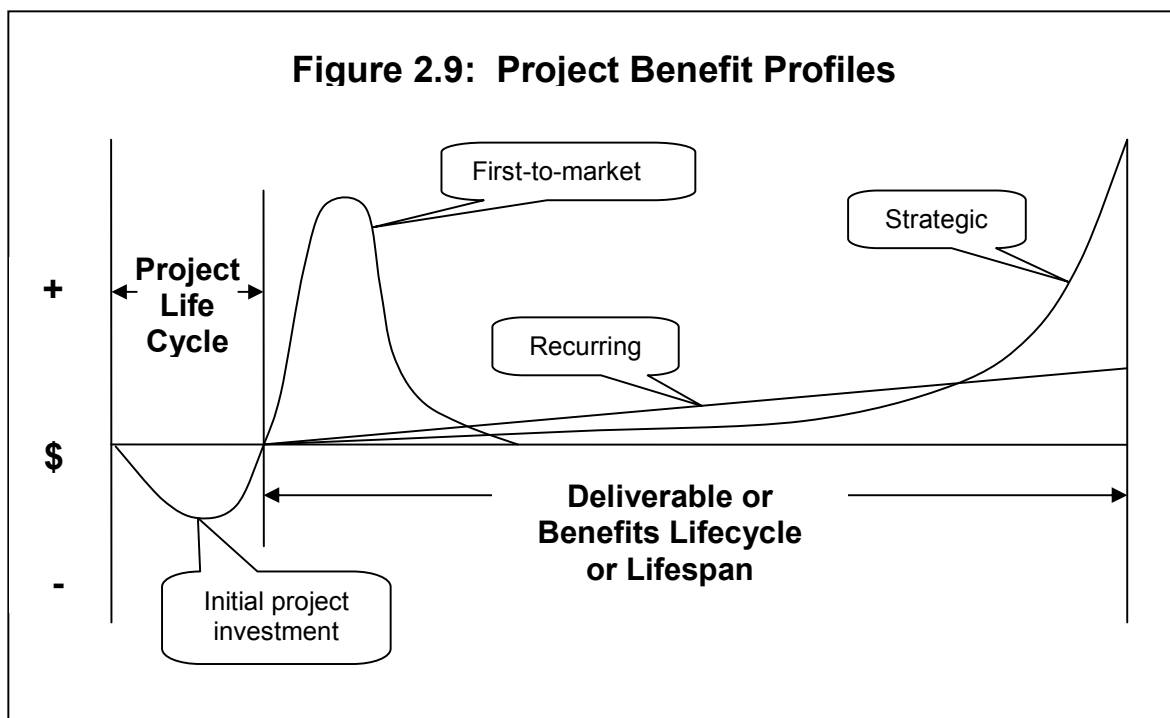 Figure 2.9: Project Benefit Profiles
First-to-market
Strategic
Project
Life
Cycle
+
Recurring
$
Deliverable or
Benefits Lifecycle
or Lifespan
-
Initial project
investment